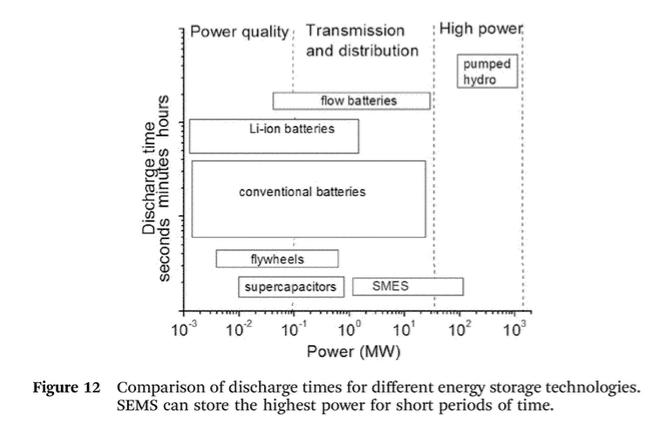 Power quality
Transmission
and distribution
High power
pumped
hydro
flow batteries
Li-ion batteries
conventional batteries
flywheels
supercapacitors
SMES
Discharge time
seconds minutes hours
10⁻³ 10⁻² 10⁻¹ 10⁰ 10¹ 10² 10³
Power (MW)
Figure 12 Comparison of discharge times for different energy storage technologies.
SEMS can store the highest power for short periods of time.